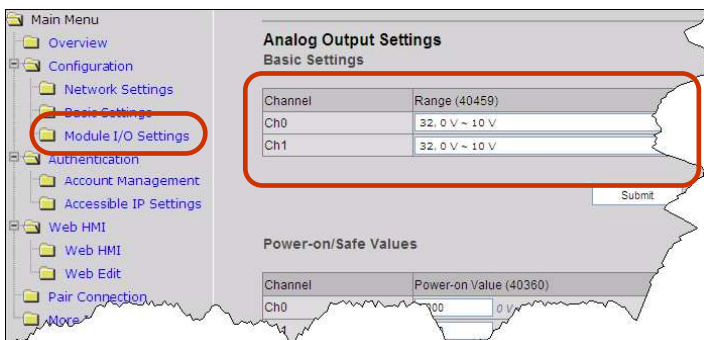 Main Menu
Overview
Configuration
Network Settings
Basic Settings
Module I/O Settings
Authentication
Account Management
Accessible IP Settings
Web HMI
Web HMI
Web Edit
Pair Connection
More
Analog Output Settings
Basic Settings
Channel Range (40459)
Ch0 32, 0 V ~ 10 V
Ch1 32, 0 V ~ 10 V
Submit
Power-on/Safe Values
Channel Power-on Value (40360)
Ch0 0 V